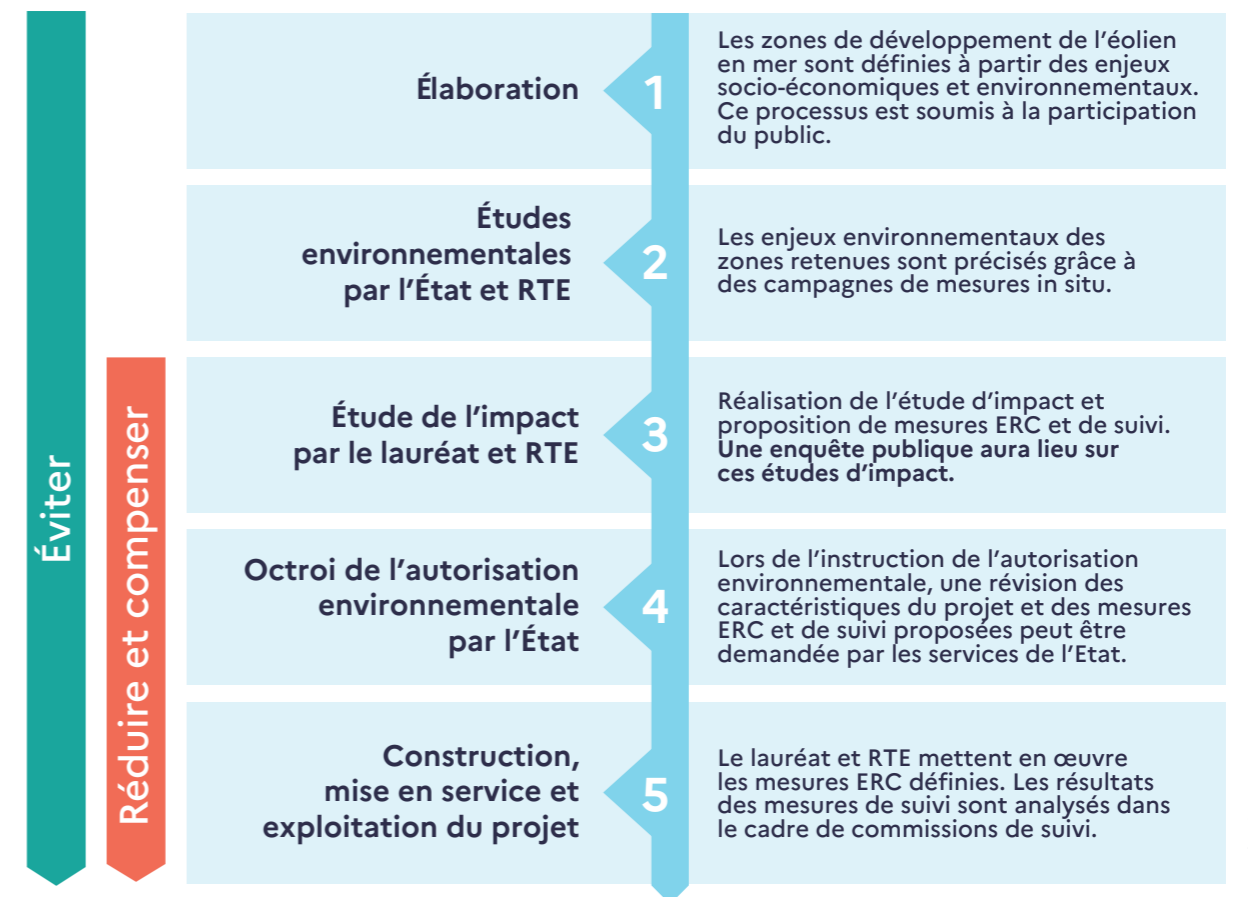 Éviter
Réduire et compenser
Élaboration
1
Les zones de développement de l'éolien
en mer sont définies à partir des enjeux
socio-économiques et environnementaux.
Ce processus est soumis à la participation
du public.
Études
environnementales
par l'État et RTE
2
Les enjeux environnementaux des
zones retenues sont précisés grâce à
des campagnes de mesures in situ.
Étude de l'impact
par le lauréat et RTE
3
Réalisation de l'étude d'impact et
proposition de mesures ERC et de suivi.
Une enquête publique aura lieu sur
ces études d'impact.
Octroi de l'autorisation
environnementale
par l'État
4
Lors de l'instruction de l'autorisation
environnementale, une révision des
caractéristiques du projet et des mesures
ERC et de suivi proposées peut être
demandée par les services de l'Etat.
Construction,
mise en service et
exploitation du projet
5
Le lauréat et RTE mettent en œuvre
les mesures ERC définies. Les résultats
des mesures de suivi sont analysés dans
le cadre de commissions de suivi.